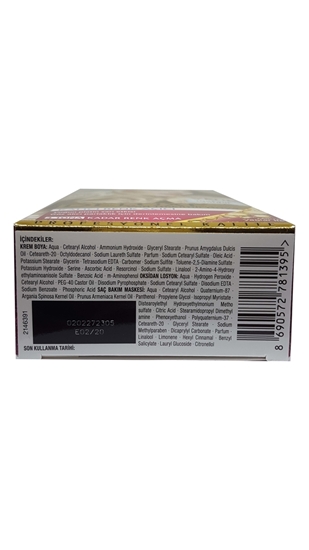 KADAR RENK AÇMA
İÇİNDEKİLER:
KREM BOYA: Aqua - Cetearyl Alcohol - Ammonium Hydroxide - Glyceryl Stearate - Prunus Amygdalus Dulcis
Oil - Ceteareth-20 - Octyldodecanol - Sodium Laureth Sulfate - Parfum - Sodium Cetearyl Sulfate - Oleic Acid
Potassium Stearate - Glycerin - Tetrasodium EDTA - Carbomer - Sodium Sulfite - Toluene-2,5-Diamine Sulfate
Potassium Hydroxide - Serine - Ascorbic Acid - Resorcinol - Sodium Sulfate - Linalool - 2-Amino-4-Hydroxy
ethylaminoanisole Sulfate - Benzoic Acid - m-Aminophenol OKSİDAN LOSYON: Aqua - Hydrogen Peroxide
Cetearyl Alcohol - PEG-40 Castor Oil - Disodium Pyrophosphate - Sodium Cetearyl Sulfate - Disodium EDTA
Sodium Benzoate - Phosphoric Acid SAÇ BAKIM MASKESİ: Aqua - Cetearyl Alcohol - Quaternium-87 -
Argania Spinosa Kernel Oil - Prunus Armeniaca Kernel Oil - Panthenol - Propylene Glycol - Isopropyl Myristate
Distearoylethyl Hydroxyethylmonium Metho
sulfate - Citric Acid - Stearamidopropyl Dimethyl
amine - Phenoxyethanol - Polyquaternium-37
Ceteareth-20 - Glyceryl Stearate - Sodium
Methylparaben - Dicaprylyl Carbonate - Parfum
Linalool - Limonene - Hexyl Cinnamal - Benzyl
Salicylate - Lauryl Glucoside - Citronellol
2146391
0202272305
E02/20
SON KULLANMA TARİHİ:
8 690572 781395